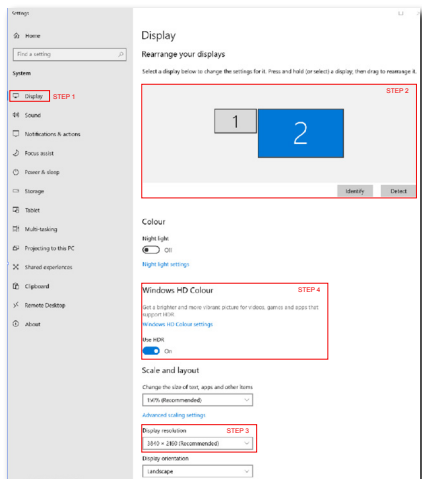 Settings
Home
Find a setting
System
Display
STEP 1
Sound
Notifications & actions
Focus assist
Power & sleep
Storage
Tablet
Multi-tasking
Projecting to this PC
Shared experiences
Clipboard
Remote Desktop
About
Display
Rearrange your displays
Select a display below to change the settings for it. Press and hold (or select) a display, then drag to rearrange it.
STEP 2
1
2
Identify
Detect
Colour
Night light
Off
Night light settings
Windows HD Colour
STEP 4
Get a brighter and more vibrant picture for videos, games and apps that
support HDR.
Windows HD Colour settings
Use HDR
On
Scale and layout
Change the size of text, apps and other items
(Recommended)
Advanced scaling settings
Display resolution
STEP 3
3840 × 2160 (Recommended)
Display orientation
Landscape